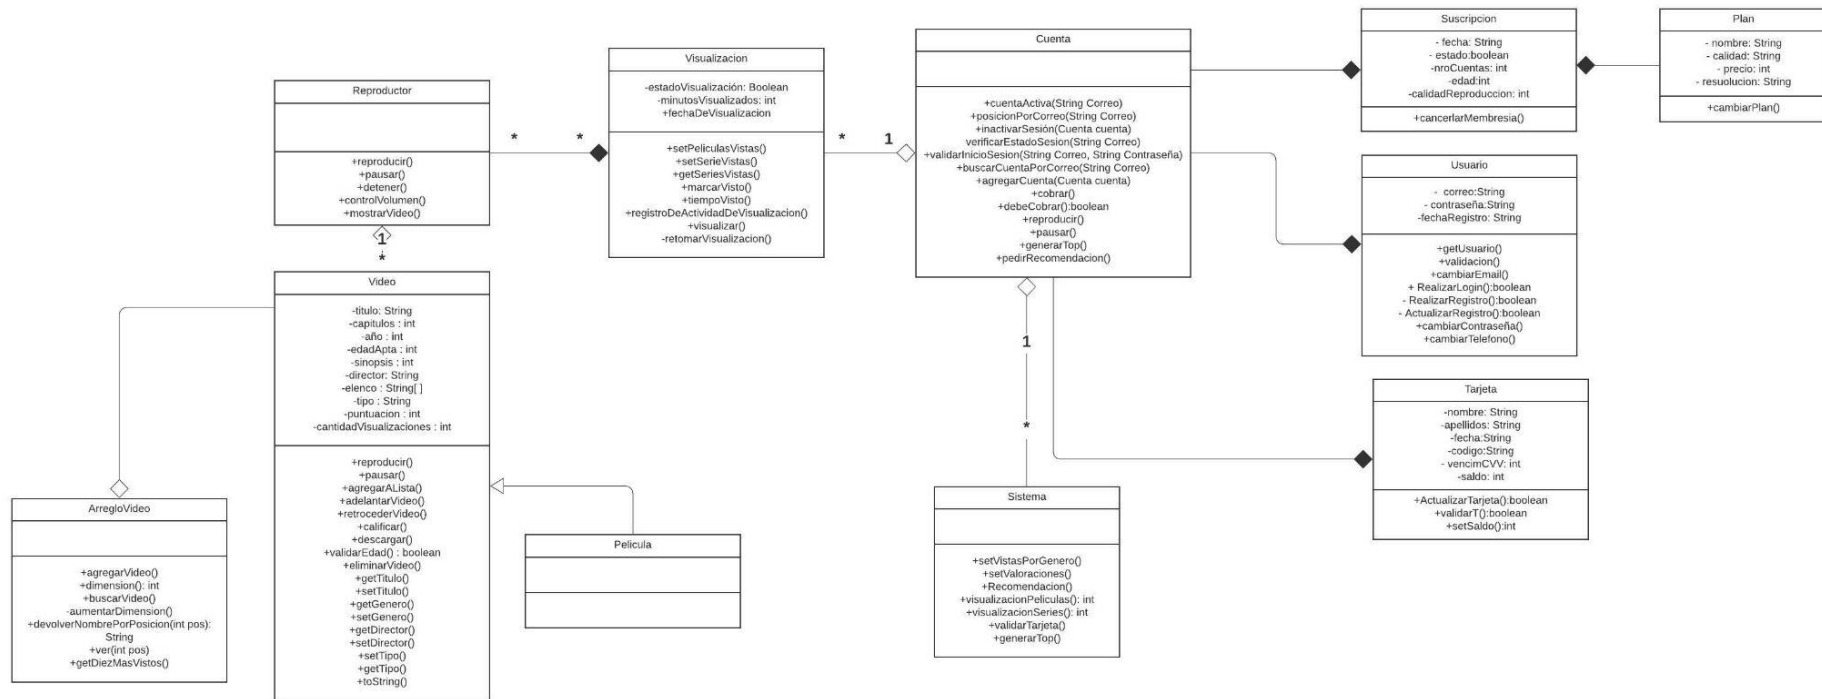 Reproductor
+reproducir()
+pausar()
+detener()
+controlVolumen()
+mostrarVideo()
*
*
1
*
Visualizacion
-estadoVisualización: Boolean
-minutosVisualizados: int
+fechaDeVisualizacion
+setPeliculasVistas()
+setSerieVistas()
+getSeriesVistas()
+marcarVisto()
+tiempoVisto()
+registroDeActividadDeVisualizacion()
+visualizar()
-retomarVisualizacion()
*
1
Cuenta
+cuentaActiva(String Correo)
+posicionPorCorreo(String Correo)
+inactivarSesión(Cuenta cuenta)
verificarEstadoSesion(String Correo)
+validarInicioSesion(String Correo, String Contraseña)
+buscarCuentaPorCorreo(String Correo)
+agregarCuenta(Cuenta cuenta)
+cobrar()
+debeCobrar():boolean
+reproducir()
+pausar()
+generarTop()
+pedirRecomendacion()
1
*
Suscripcion
- fecha: String
- estado:boolean
-nroCuentas: int
-edad:int
-calidadReproduccion: int
+cancerlarMembresia()
Plan
- nombre: String
- calidad: String
- precio: int
- resuolucion: String
+cambiarPlan()
Usuario
- correo:String
- contraseña:String
-fechaRegistro: String
+getUsuario()
+validacion()
+cambiarEmail()
+ RealizarLogin():boolean
- RealizarRegistro():boolean
- ActualizarRegistro():boolean
+cambiarContraseña()
+cambiarTelefono()
Tarjeta
-nombre: String
-apellidos: String
-fecha:String
-codigo:String
- vencimCVV: int
-saldo: int
+ActualizarTarjeta():boolean
+validarT():boolean
+setSaldo():int
Video
-titulo: String
-capitulos : int
-año : int
-edadApta : int
-sinopsis : int
-director: String
-elenco : String[ ]
-tipo : String
-puntuacion : int
-cantidadVisualizaciones : int
+reproducir()
+pausar()
+agregarALista()
+adelantarVideo()
+retrocederVideo()
+calificar()
+descargar()
+validarEdad() : boolean
+eliminarVideo()
+getTitulo()
+setTitulo()
+getGenero()
+setGenero()
+getDirector()
+setDirector()
+setTipo()
+getTipo()
+toString()
ArregloVideo
+agregarVideo()
+dimension(): int
+buscarVideo()
-aumentarDimension()
+devolverNombrePorPosicion(int pos):
String
+ver(int pos)
+getDiezMasVistos()
Pelicula
Sistema
+setVistasPorGenero()
+setValoraciones()
+Recomendacion()
+visualizacionPeliculas(): int
+visualizacionSeries(): int
+validarTarjeta()
+generarTop()